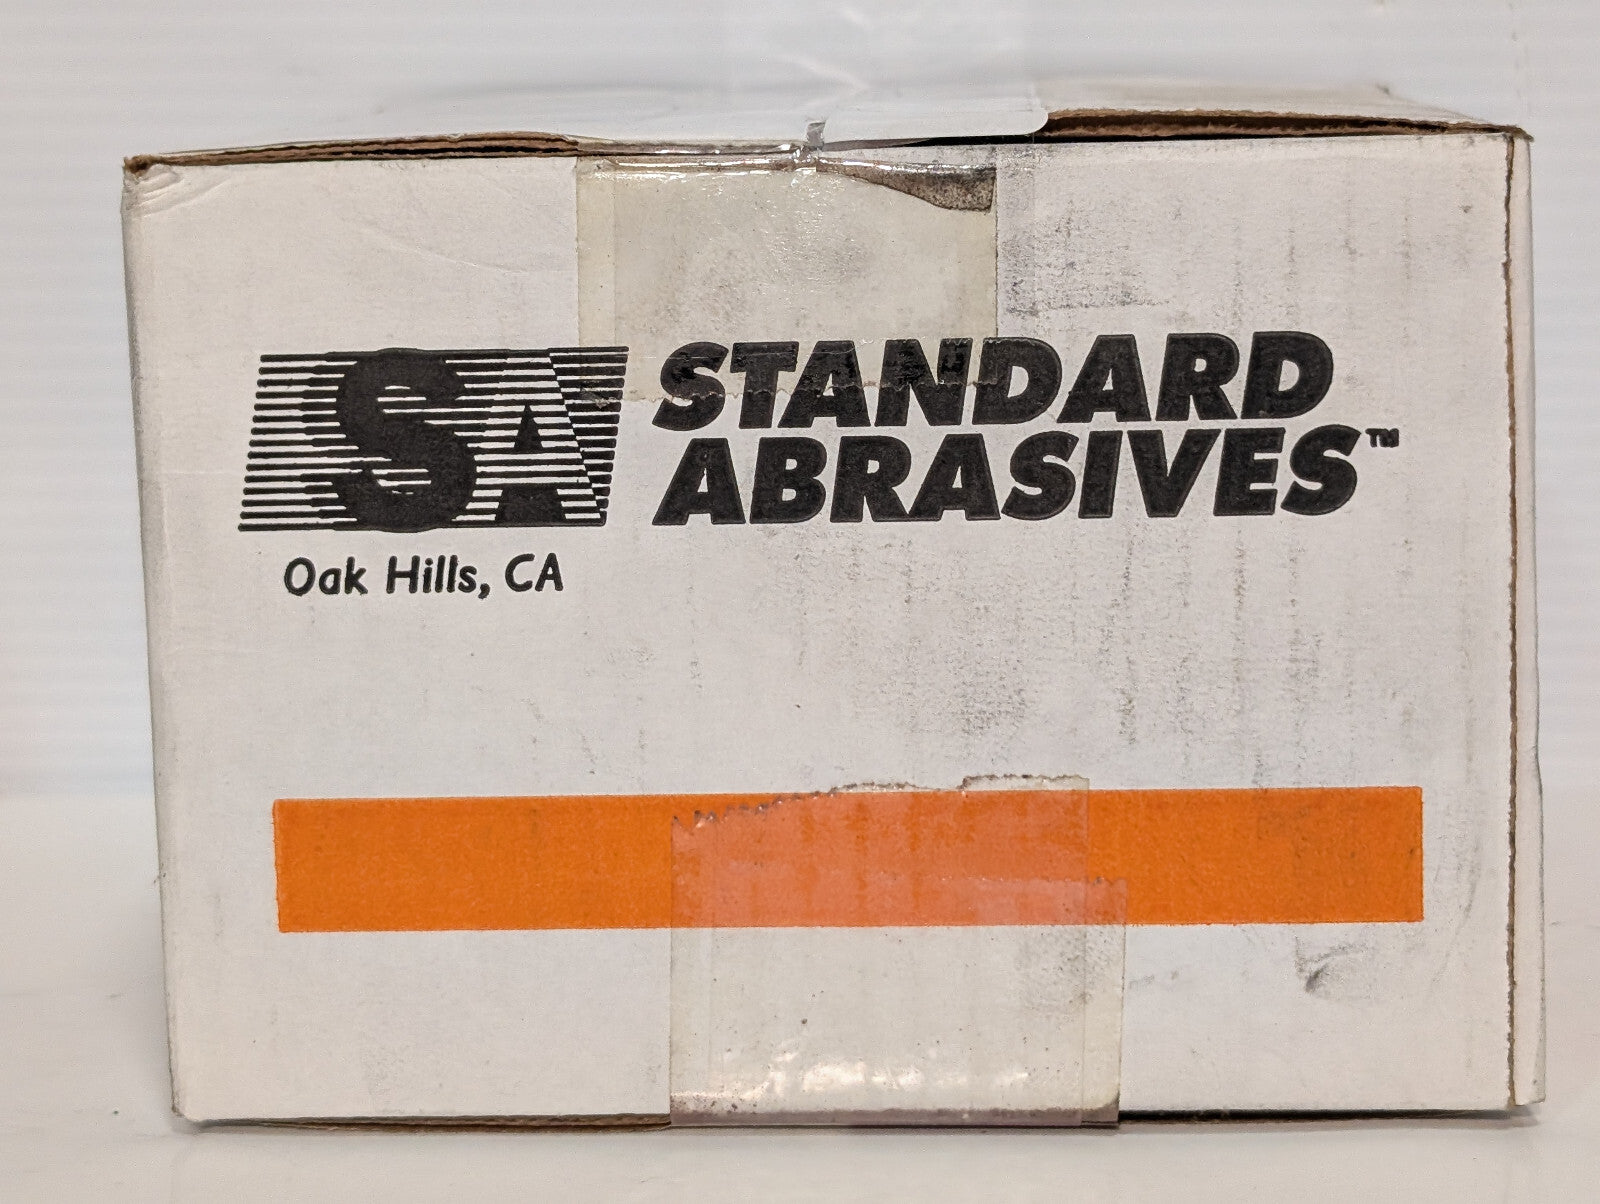 SA
STANDARD
ABRASIVES™
Oak Hills, CA